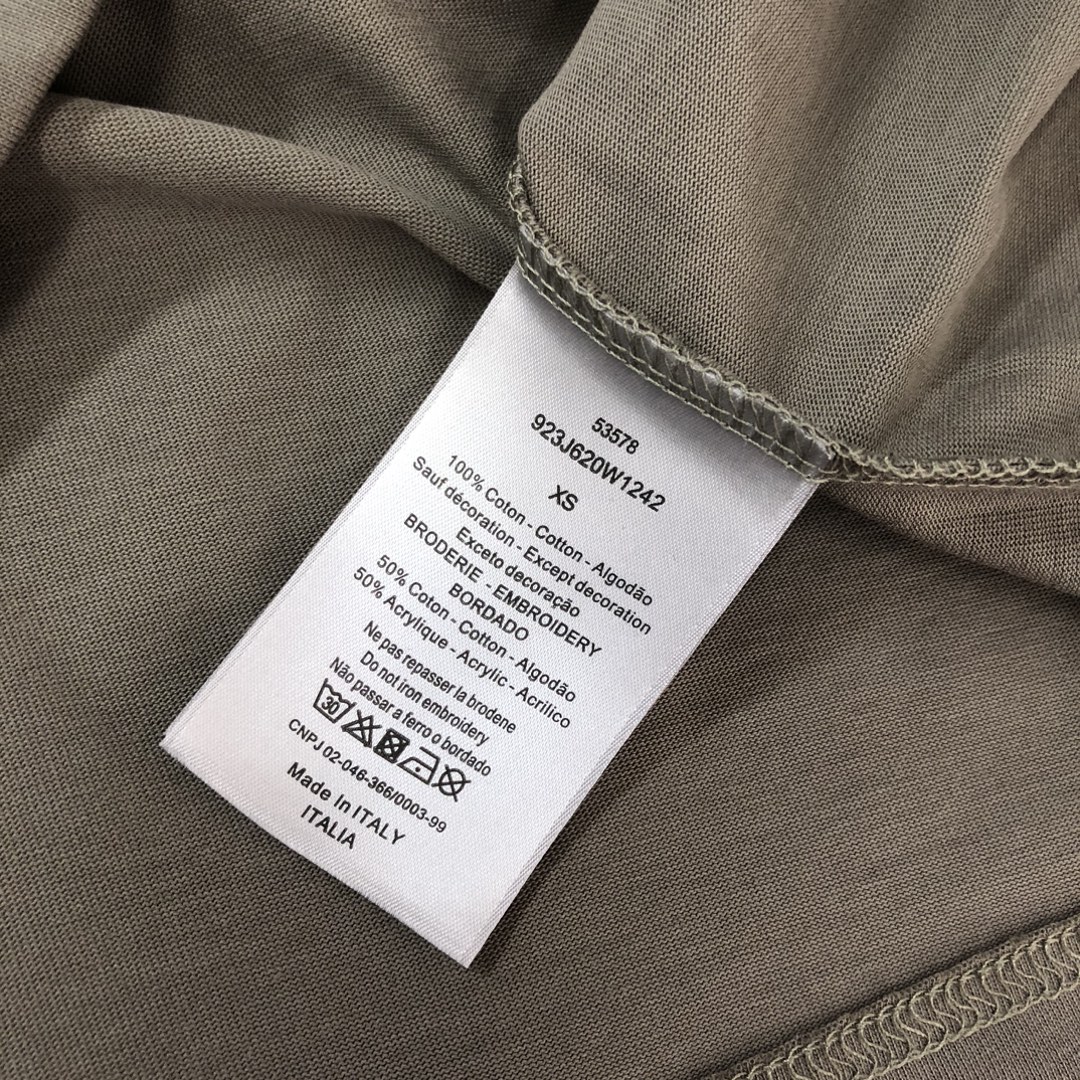 53578
923J620W1242
XS
100% Coton - Cotton - Algodão
Sauf décoration - Except decoration
Exceto decoração
BRODERIE - EMBROIDERY
BORDADO
50% Coton - Cotton - Algodão
50% Acrylique - Acrylic - Acrilico
Ne pas repasser la brodene
Do not iron embroidery
Não passar a ferro o bordado
30
CNPJ 02-046-366/0003-99
Made In ITALY
ITALIA